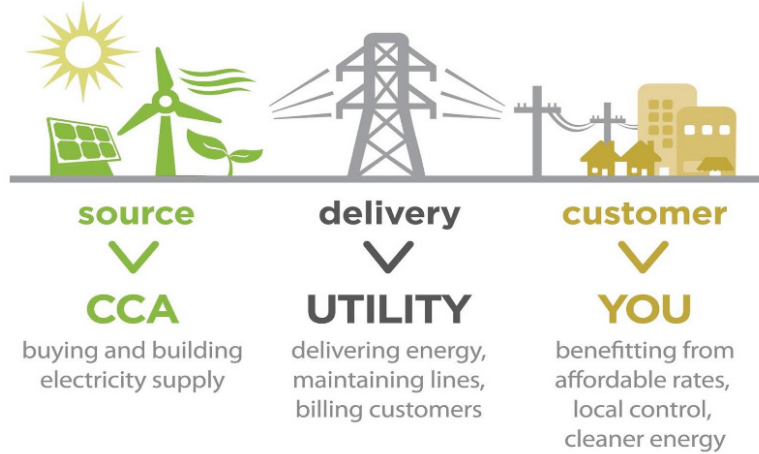 source
CCA
buying and building
electricity supply
delivery
UTILITY
delivering energy,
maintaining lines,
billing customers
customer
YOU
benefitting from
affordable rates,
local control,
cleaner energy